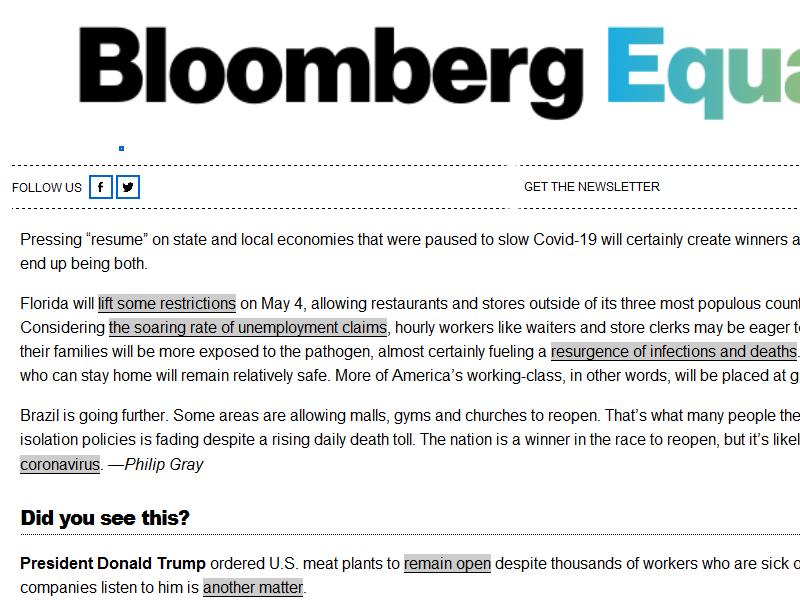 Bloomberg Equa
FOLLOW US
GET THE NEWSLETTER
Pressing “resume” on state and local economies that were paused to slow Covid-19 will certainly create winners a
end up being both.
Florida will lift some restrictions on May 4, allowing restaurants and stores outside of its three most populous count
Considering the soaring rate of unemployment claims, hourly workers like waiters and store clerks may be eager to
their families will be more exposed to the pathogen, almost certainly fueling a resurgence of infections and deaths.
who can stay home will remain relatively safe. More of America’s working-class, in other words, will be placed at g
Brazil is going further. Some areas are allowing malls, gyms and churches to reopen. That’s what many people the
isolation policies is fading despite a rising daily death toll. The nation is a winner in the race to reopen, but it’s likel
coronavirus. —Philip Gray
Did you see this?
President Donald Trump ordered U.S. meat plants to remain open despite thousands of workers who are sick o
companies listen to him is another matter.